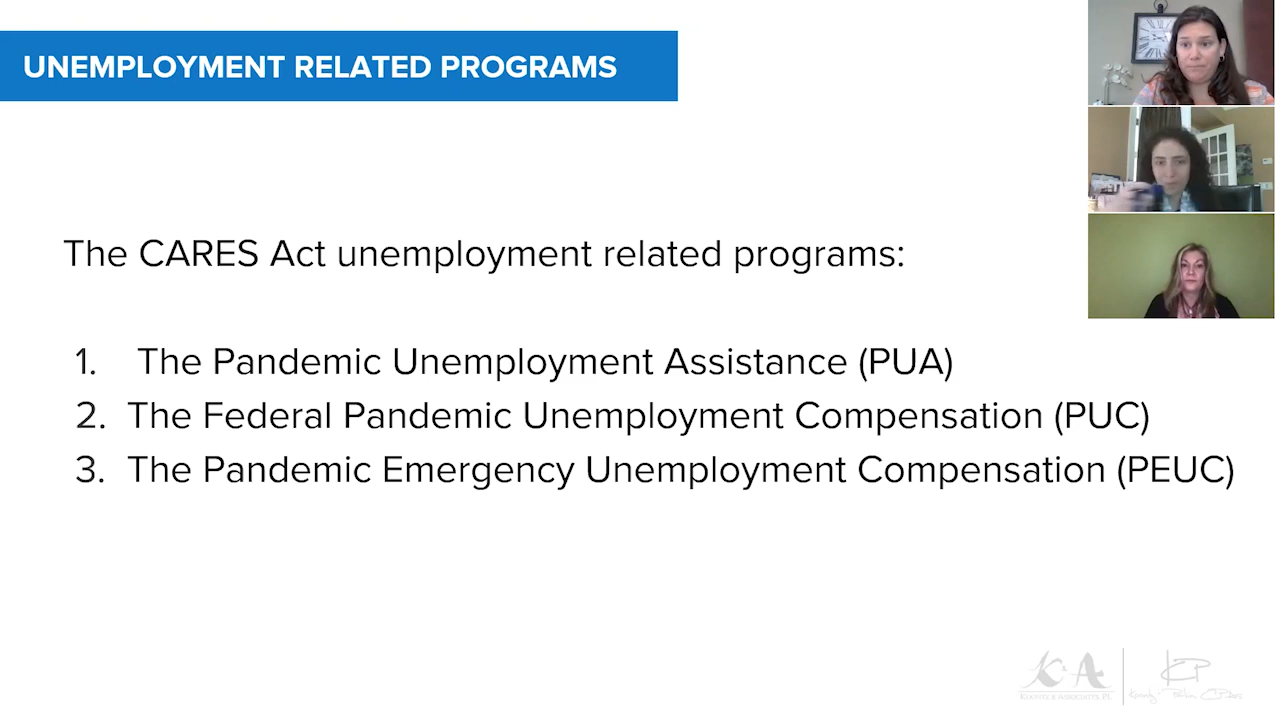 UNEMPLOYMENT RELATED PROGRAMS
The CARES Act unemployment related programs:
1. The Pandemic Unemployment Assistance (PUA)
2. The Federal Pandemic Unemployment Compensation (PUC)
3. The Pandemic Emergency Unemployment Compensation (PEUC)
K&A
KP